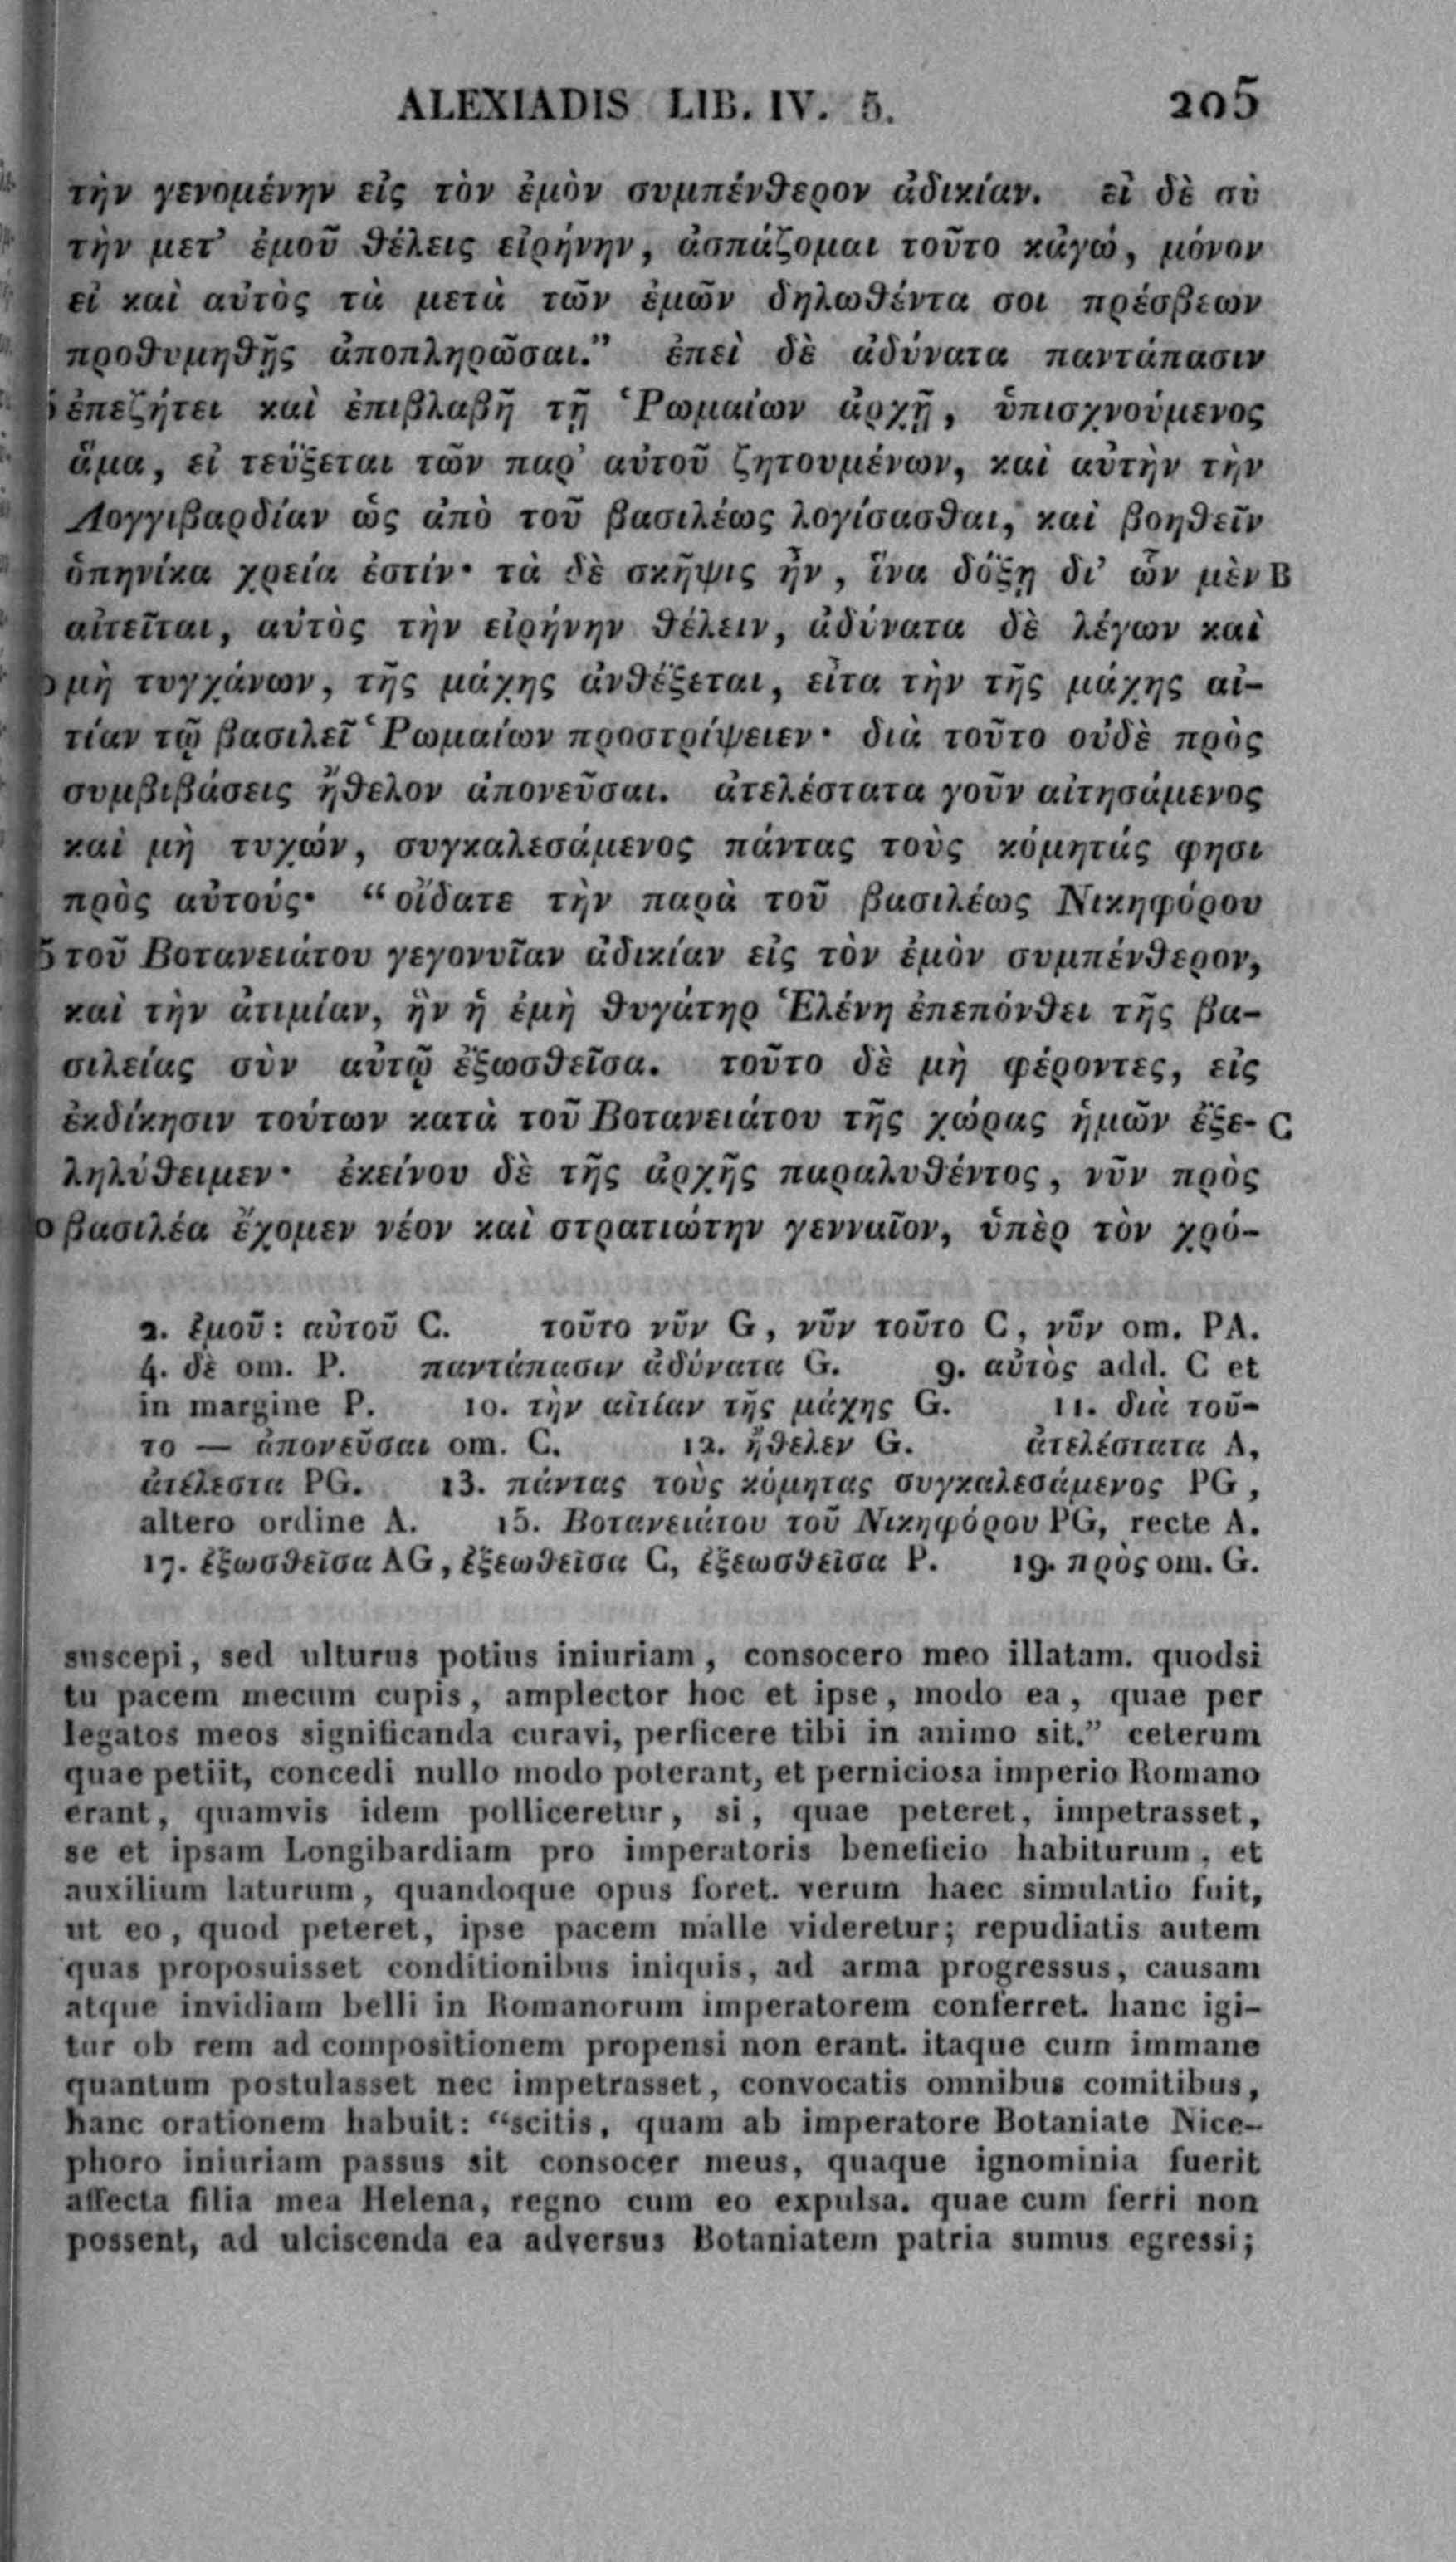 ALEXIADIS LIB. IV. 5. 205
τὴν γενομένην εἰς τὸν ἐμὸν συμπένθερον ἀδικίαν. εἰ δὲ σὺ
τὴν μετ’ ἐμοῦ θέλεις εἰρήνην, ἀσπάζομαι τοῦτο κἀγώ, μόνον
εἰ καὶ αὐτὸς τὰ μετὰ τῶν ἐμῶν δηλωθέντα σοι πρέσβεων
προθυμηθῇς ἀποπληρῶσαι.” ἐπεὶ δὲ ἀδύνατα παντάπασιν
5 ἐπεζήτει καὶ ἐπιβλαβῆ τῇ Ῥωμαίων ἀρχῇ, ὑπισχνούμενος
ἅμα, εἰ τεύξεται τῶν παρ’ αὐτοῦ ζητουμένων, καὶ αὐτὴν τὴν
Λογγιβαρδίαν ὡς ἀπὸ τοῦ βασιλέως λογίσασθαι, καὶ βοηθεῖν
ὁπηνίκα χρεία ἐστίν· τὰ δὲ σκῆψις ἦν, ἵνα δόξῃ δι’ ὧν μὲν B
αἰτεῖται, αὐτὸς τὴν εἰρήνην θέλειν, ἀδύνατα δὲ λέγων καὶ
μὴ τυγχάνων, τῆς μάχης ἀνθέξεται, εἶτα τὴν τῆς μάχης αἰ-
τίαν τῷ βασιλεῖ Ῥωμαίων προστρίψειεν· διὰ τοῦτο οὐδὲ πρὸς
συμβιβάσεις ἤθελον ἀπονεῦσαι. ἀτελέστατα γοῦν αἰτησάμενος
καὶ μὴ τυχών, συγκαλεσάμενος πάντας τοὺς κόμητάς φησι
πρὸς αὐτούς· “οἴδατε τὴν παρὰ τοῦ βασιλέως Νικηφόρου
5 τοῦ Βοτανειάτου γεγονυῖαν ἀδικίαν εἰς τὸν ἐμὸν συμπένθερον,
καὶ τὴν ἀτιμίαν, ἣν ἡ ἐμὴ θυγάτηρ Ἑλένη ἐπεπόνθει τῆς βα-
σιλείας σὺν αὐτῷ ἐξωσθεῖσα. τοῦτο δὲ μὴ φέροντες, εἰς
ἐκδίκησιν τούτων κατὰ τοῦ Βοτανειάτου τῆς χώρας ἡμῶν ἐξε- C
ληλύθειμεν· ἐκείνου δὲ τῆς ἀρχῆς παραλυθέντος, νῦν πρὸς
0 βασιλέα ἔχομεν νέον καὶ στρατιώτην γενναῖον, ὑπὲρ τὸν χρό-
2. ἐμοῦ: αὐτοῦ C. τοῦτο νῦν G, νῦν τοῦτο C, νῦν om. PA.
4. δὲ om. P. παντάπασιν ἀδύνατα G. 9. αὐτὸς add. C et
in margine P. 10. τὴν αἰτίαν τῆς μάχης G. 11. διὰ τοῦ-
το — ἀπονεῦσαι om. C. 12. ἤθελεν G. ἀτελέστατα A,
ἀτέλεστα PG. 13. πάντας τοὺς κόμητας συγκαλεσάμενος PG,
altero ordine A. 15. Βοτανειάτου τοῦ Νικηφόρου PG, recte A.
17. ἐξωσθεῖσα AG, ἐξεωθεῖσα C, ἐξεωσθεῖσα P. 19. πρὸς om. G.
suscepi, sed ulturus potius iniuriam, consocero meo illatam. quodsi
tu pacem mecum cupis, amplector hoc et ipse, modo ea, quae per
legatos meos significanda curavi, perficere tibi in animo sit.” ceterum
quae petiit, concedi nullo modo poterant, et perniciosa imperio Romano
erant, quamvis idem polliceretur, si, quae peteret, impetrasset,
se et ipsam Longibardiam pro imperatoris beneficio habiturum, et
auxilium laturum, quandoque opus foret. verum haec simulatio fuit,
ut eo, quod peteret, ipse pacem malle videretur; repudiatis autem
quas proposuisset conditionibus iniquis, ad arma progressus, causam
atque invidiam belli in Romanorum imperatorem conferret. hanc igi-
tur ob rem ad compositionem propensi non erant. itaque cum immane
quantum postulasset nec impetrasset, convocatis omnibus comitibus,
hanc orationem habuit: “scitis, quam ab imperatore Botaniate Nice-
phoro iniuriam passus sit consocer meus, quaque ignominia fuerit
affecta filia mea Helena, regno cum eo expulsa. quae cum ferri non
possent, ad ulciscenda ea adversus Botaniatem patria sumus egressi;